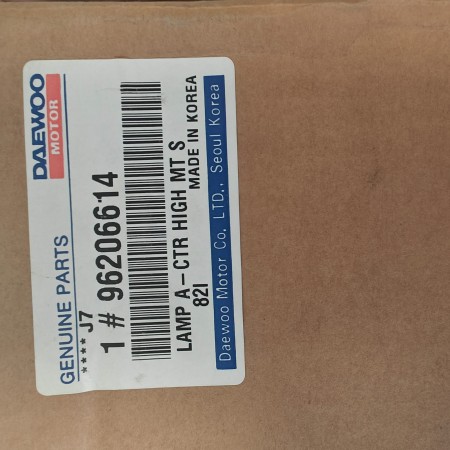 GENUINE PARTS
DAEWOO
MOTOR
****J7
1 # 96206614
LAMP A-CTR HIGH MT S
82I MADE IN KOREA
Daewoo Motor Co. LTD., Seoul Korea